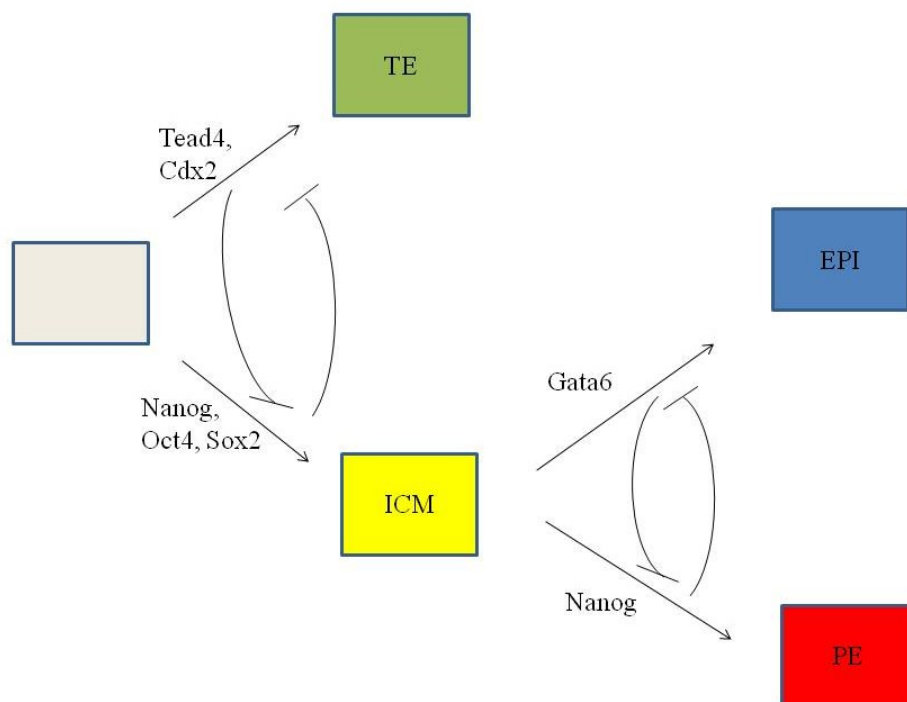 TE
Tead4,
Cdx2
EPI
Gata6
Nanog,
Oct4, Sox2
ICM
Nanog
PE